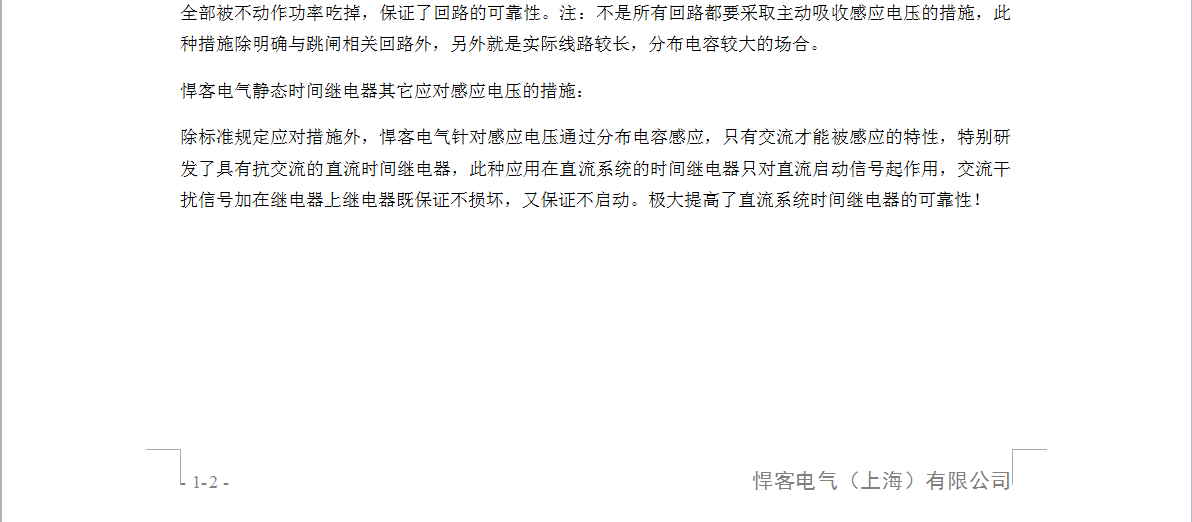 全部被不动作功率吃掉，保证了回路的可靠性。注：不是所有回路都要采取主动吸收感应电压的措施，此
种措施除明确与跳闸相关回路外，另外就是实际线路较长，分布电容较大的场合。
悍客电气静态时间继电器其它应对感应电压的措施：
除标准规定应对措施外，悍客电气针对感应电压通过分布电容感应，只有交流才能被感应的特性，特别研
发了具有抗交流的直流时间继电器，此种应用在直流系统的时间继电器只对直流启动信号起作用，交流干
扰信号加在继电器上继电器既保证不损坏，又保证不启动。极大提高了直流系统时间继电器的可靠性！
- 1-2 -
悍客电气（上海）有限公司